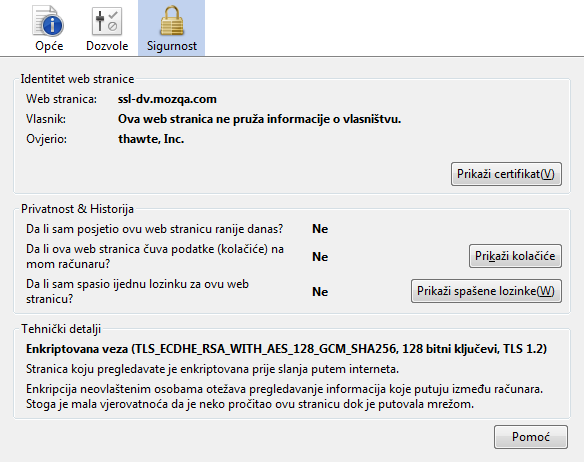 Opće
Dozvole
Sigurnost
Identitet web stranice
Web stranica: ssl-dv.mozqa.com
Vlasnik: Ova web stranica ne pruža informacije o vlasništvu.
Ovjerio: thawte, Inc.
Prikaži certifikat(V)
Privatnost & Historija
Da li sam posjetio ovu web stranicu ranije danas? Ne
Da li ova web stranica čuva podatke (kolačiće) na
mom računaru?
Ne
Prikaži kolačiće
Da li sam spasio ijednu lozinku za ovu web
stranicu?
Ne
Prikaži spašene lozinke(W)
Tehnički detalji
Enkriptovana veza (TLS_ECDHE_RSA_WITH_AES_128_GCM_SHA256, 128 bitni ključevi, TLS 1.2)
Stranica koju pregledavate je enkriptovana prije slanja putem interneta.
Enkripcija neovlaštenim osobama otežava pregledavanje informacija koje putuju između računara.
Stoga je mala vjerovatnoća da je neko pročitao ovu stranicu dok je putovala mrežom.
Pomoć